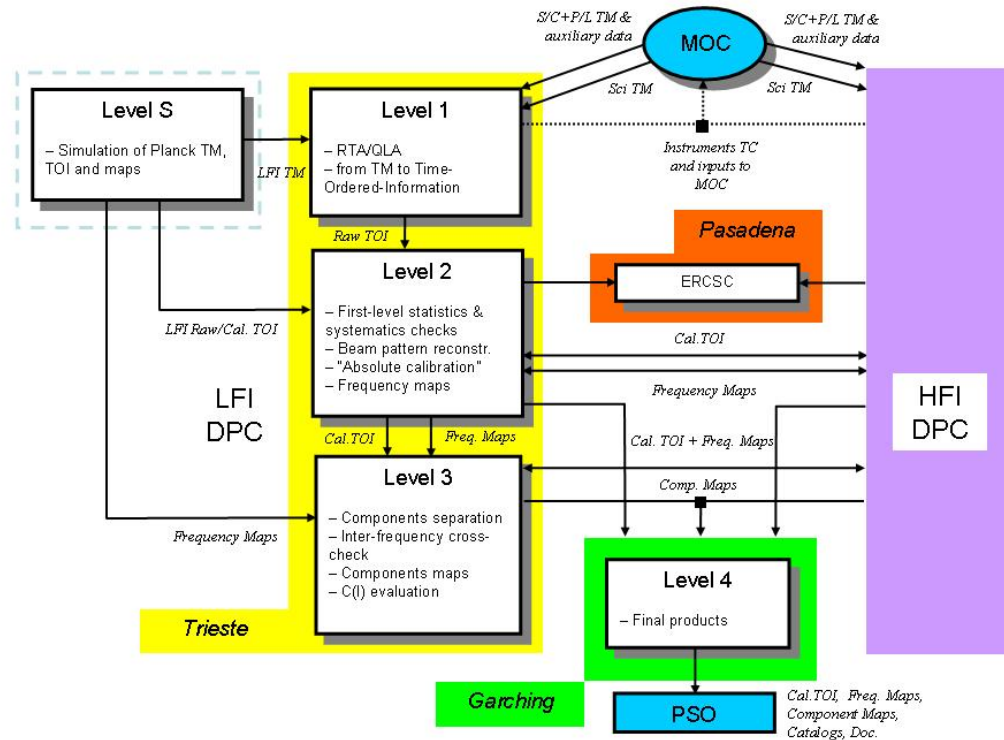 S/C+P/L TM &
auxiliary data
MOC
S/C+P/L TM &
auxiliary data
Sci TM
Sci TM
Level S
– Simulation of Planck TM,
TOI and maps
LFI TM
Level 1
– RTA/QLA
– from TM to Time-
Ordered-Information
Instruments TC
and inputs to
MOC
Raw TOI
Pasadena
ERCSC
Level 2
– First-level statistics &
systematics checks
– Beam pattern reconstr.
– "Absolute calibration"
– Frequency maps
LFI Raw/Cal. TOI
Cal.TOI
Frequency Maps
LFI
DPC
HFI
DPC
Cal.TOI
Freq. Maps
Cal. TOI + Freq. Maps
Level 3
– Components separation
– Inter-frequency cross-
check
– Components maps
– C(l) evaluation
Comp. Maps
Frequency Maps
Level 4
– Final products
Trieste
Garching
PSO
Cal.TOI, Freq. Maps,
Component Maps,
Catalogs, Doc.